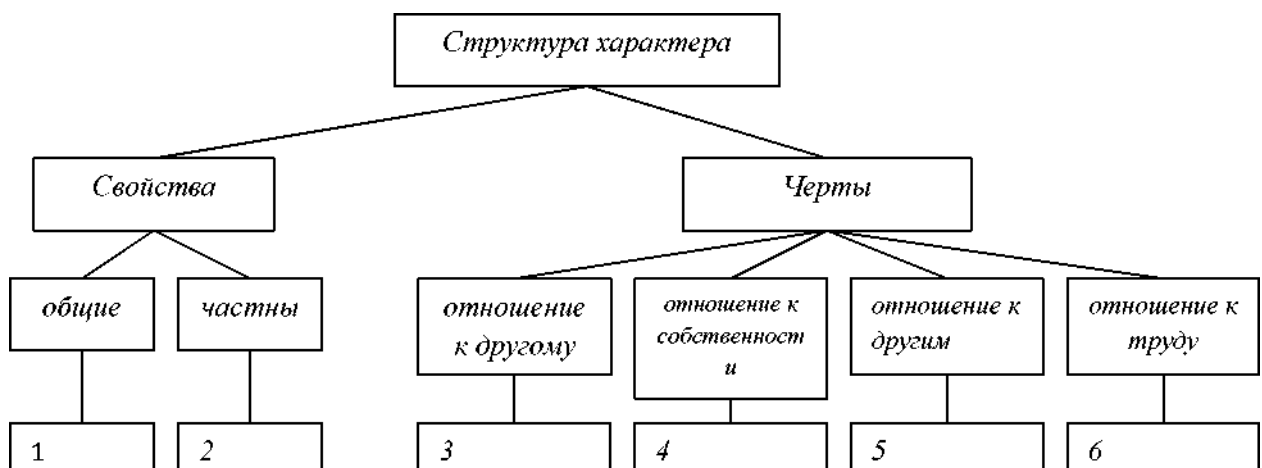 Структура характера
Свойства
Черты
общие
частны
отношение
к другому
отношение к
собственност
и
отношение к
другим
отношение к
труду
1
2
3
4
5
6